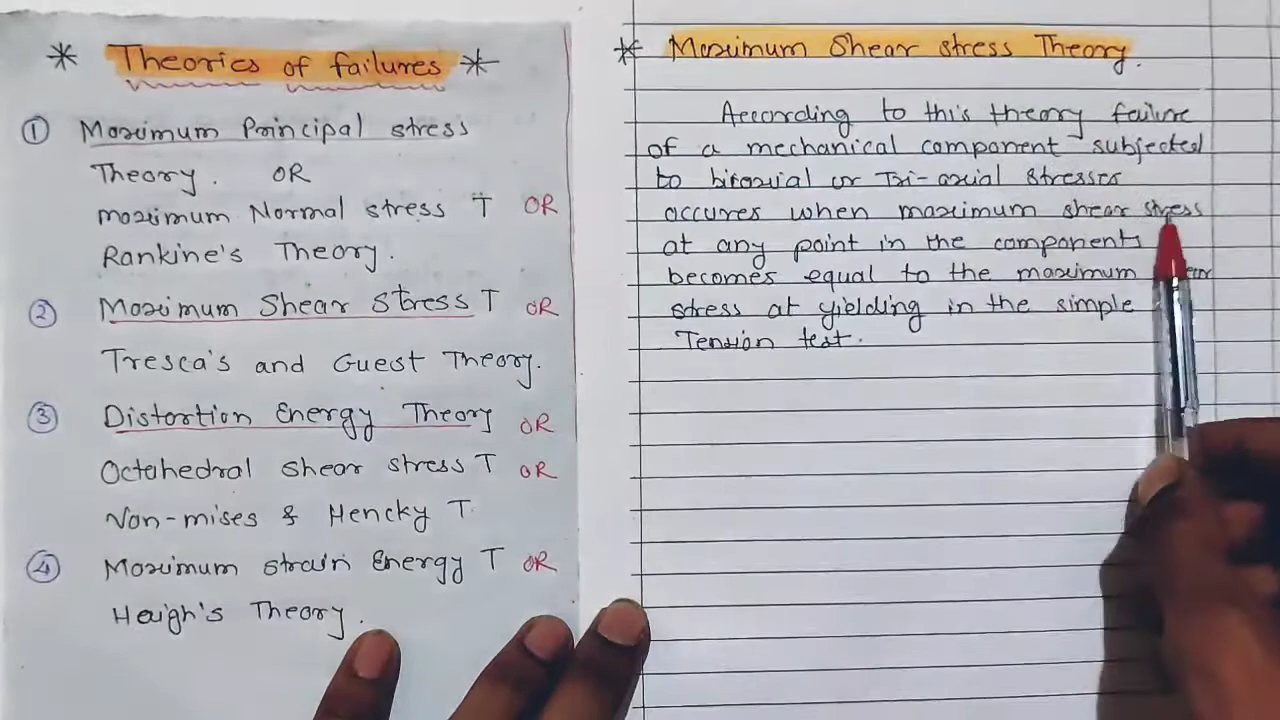 * Theories of failures *
① Maximum Principal stress
Theory. OR
maximum Normal stress T OR
Rankine's Theory.
② Maximum Shear Stress T OR
Tresca's and Guest Theory.
③ Distortion Energy Theory OR
Octahedral shear stress T OR
Von-mises & Hencky T.
④ Maximum strain Energy T OR
Heigh's Theory.
* Maximum Shear stress Theory.
According to this theory failure
of a mechanical component subjected
to biaxial or Tri-axial stresses
occures when maximum shear stress
at any point in the components
becomes equal to the maximum
stress at yielding in the simple
Tension test.